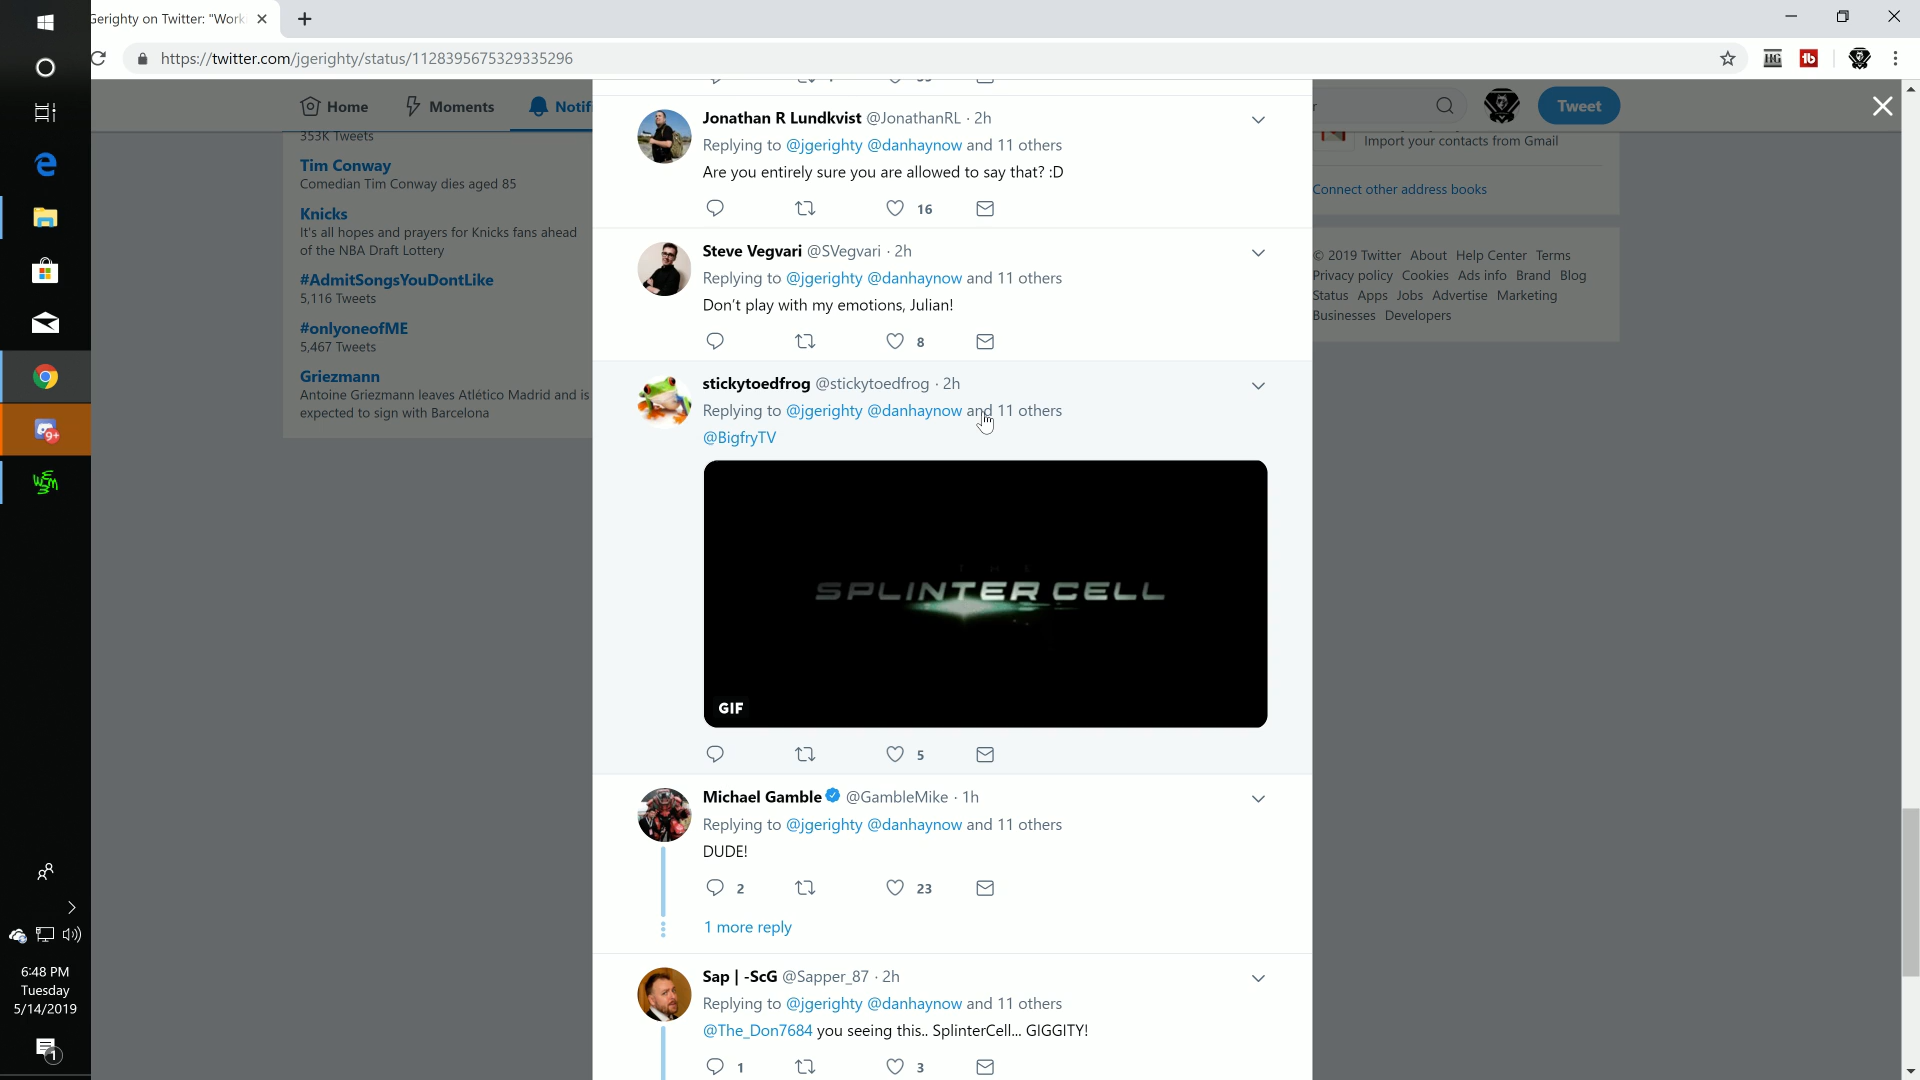 Gerighty on Twitter: "Work
https://twitter.com/jgerighty/status/1128395675329335296
HG
tb
Home
Moments
Notif
Tweet
353K Tweets
Tim Conway
Comedian Tim Conway dies aged 85
Knicks
It's all hopes and prayers for Knicks fans ahead
of the NBA Draft Lottery
#AdmitSongsYouDontLike
5,116 Tweets
#onlyoneofME
5,467 Tweets
Griezmann
Antoine Griezmann leaves Atlético Madrid and is
expected to sign with Barcelona
Jonathan R Lundkvist @JonathanRL · 2h
Replying to @jgerighty @danhaynow and 11 others
Are you entirely sure you are allowed to say that? :D
16
Steve Vegvari @SVegvari · 2h
Replying to @jgerighty @danhaynow and 11 others
Don't play with my emotions, Julian!
8
stickytoedfrog @stickytoedfrog · 2h
Replying to @jgerighty @danhaynow and 11 others
@BigfryTV
SPLINTER CELL
GIF
5
Michael Gamble @GambleMike · 1h
Replying to @jgerighty @danhaynow and 11 others
DUDE!
2
23
1 more reply
Sap | -ScG @Sapper_87 · 2h
Replying to @jgerighty @danhaynow and 11 others
@The_Don7684 you seeing this.. SplinterCell... GIGGITY!
1
3
Import your contacts from Gmail
Connect other address books
© 2019 Twitter About Help Center Terms
Privacy policy Cookies Ads info Brand Blog
Status Apps Jobs Advertise Marketing
Businesses Developers
9+
6:48 PM
Tuesday
5/14/2019
1